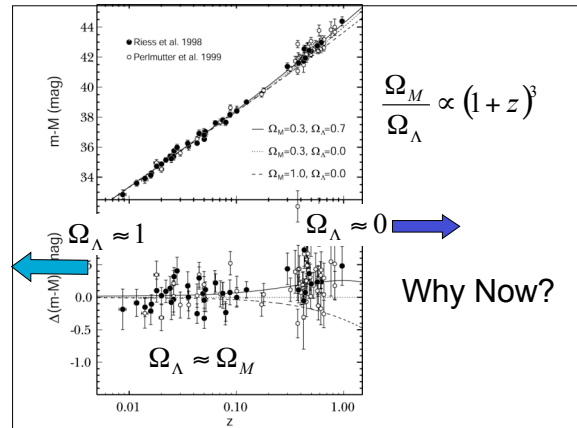 44
42
40
38
36
34
m-M (mag)
Riess et al. 1998
Perlmutter et al. 1999
Ω_M=0.3, Ω_Λ=0.7
Ω_M=0.3, Ω_Λ=0.0
Ω_M=1.0, Ω_Λ=0.0
Ω_M/Ω_Λ ∝ (1+z)^3
Ω_Λ ≈ 1
Ω_Λ ≈ 0
Δ(m-M) (mag)
0.0
-0.5
-1.0
Ω_Λ ≈ Ω_M
Why Now?
0.01
0.10
1.00
z